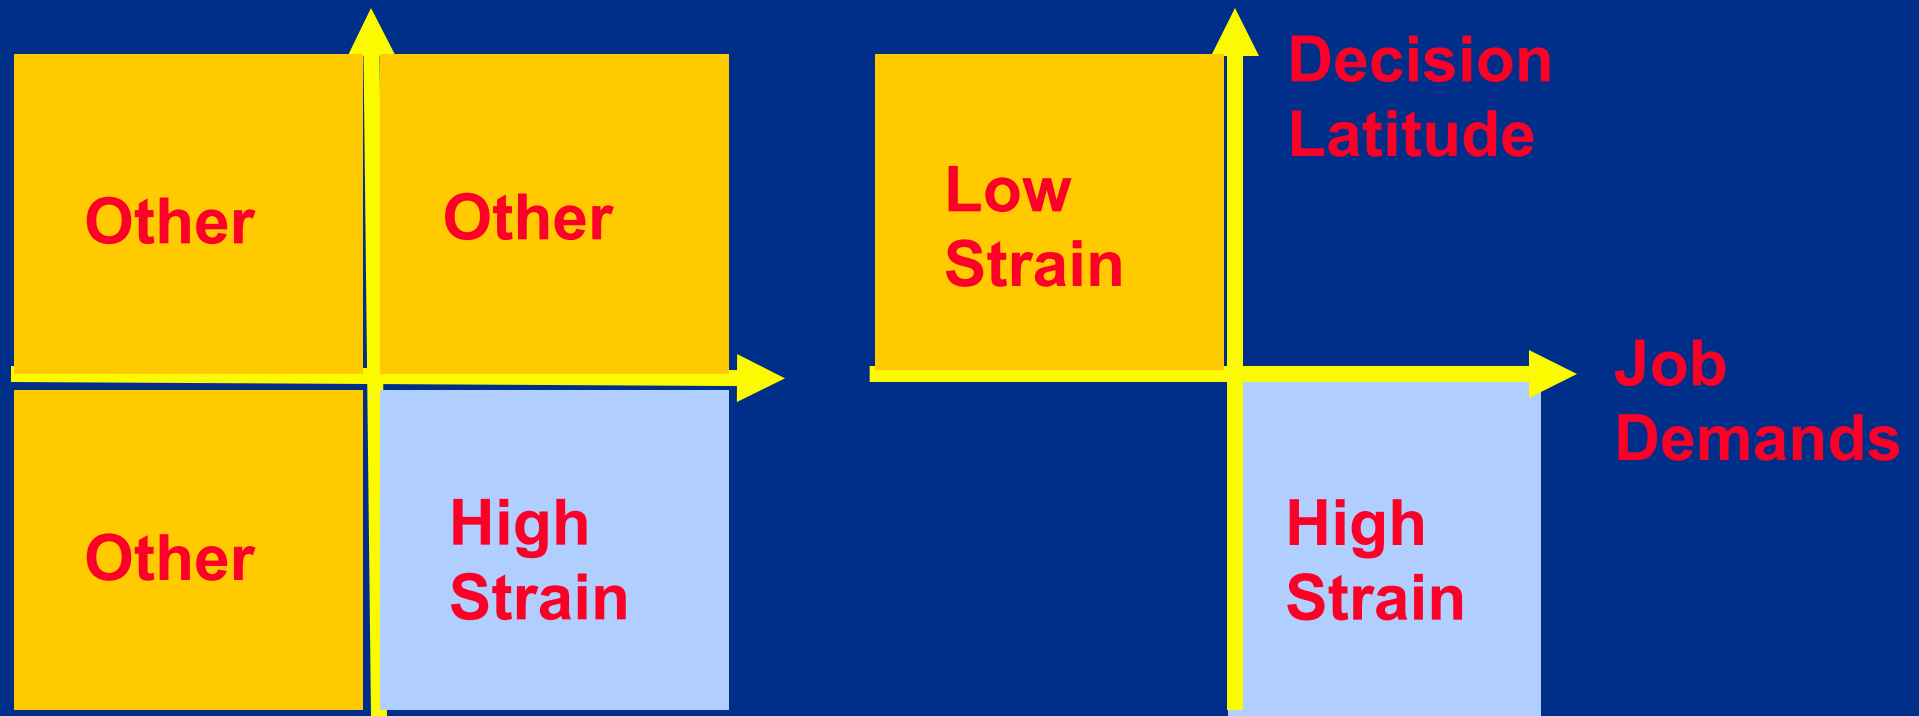 Other
Other
Other
High
Strain
Decision
Latitude
Low
Strain
Job
Demands
High
Strain